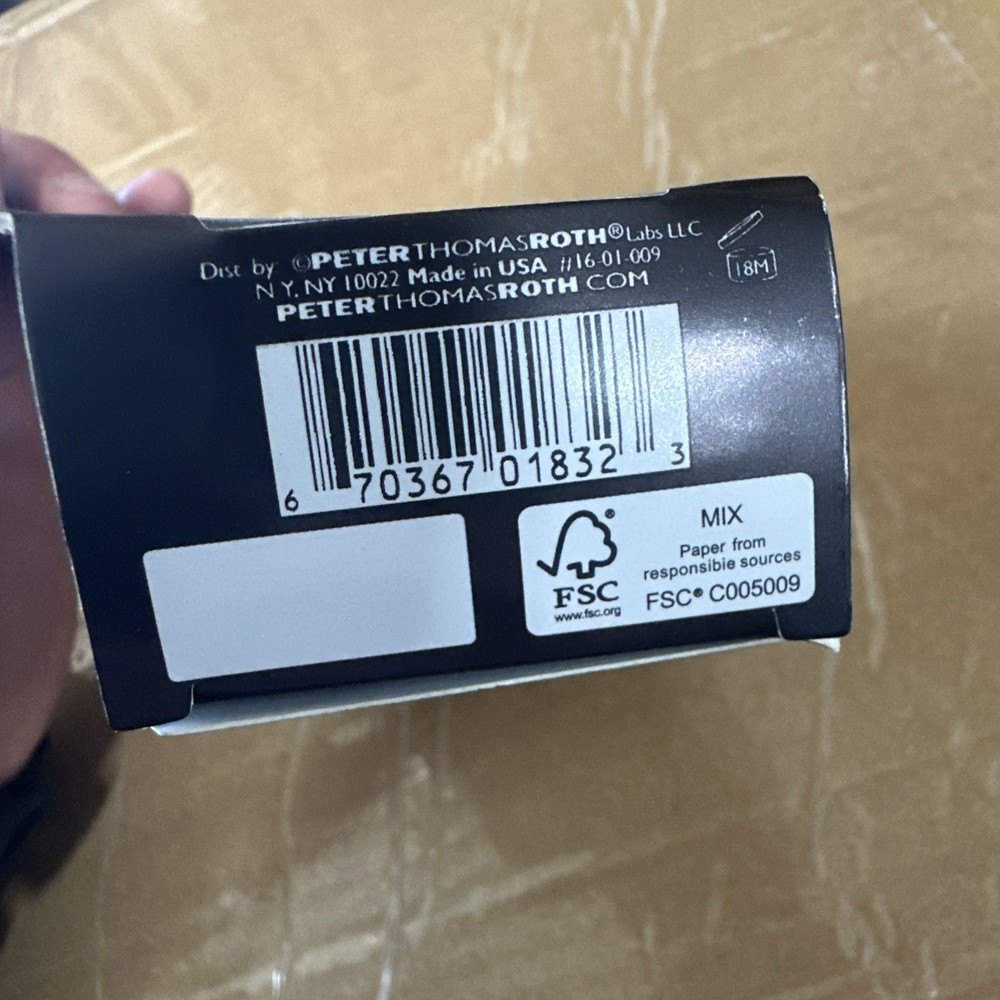 Dist by ©PETERTHOMASROTH® Labs LLC
N Y, NY 10022 Made in USA #16-01-009
PETERTHOMASROTH COM
18M
6 70367 01832 3
MIX
Paper from
responsible sources
FSC® C005009
FSC
www.fsc.org